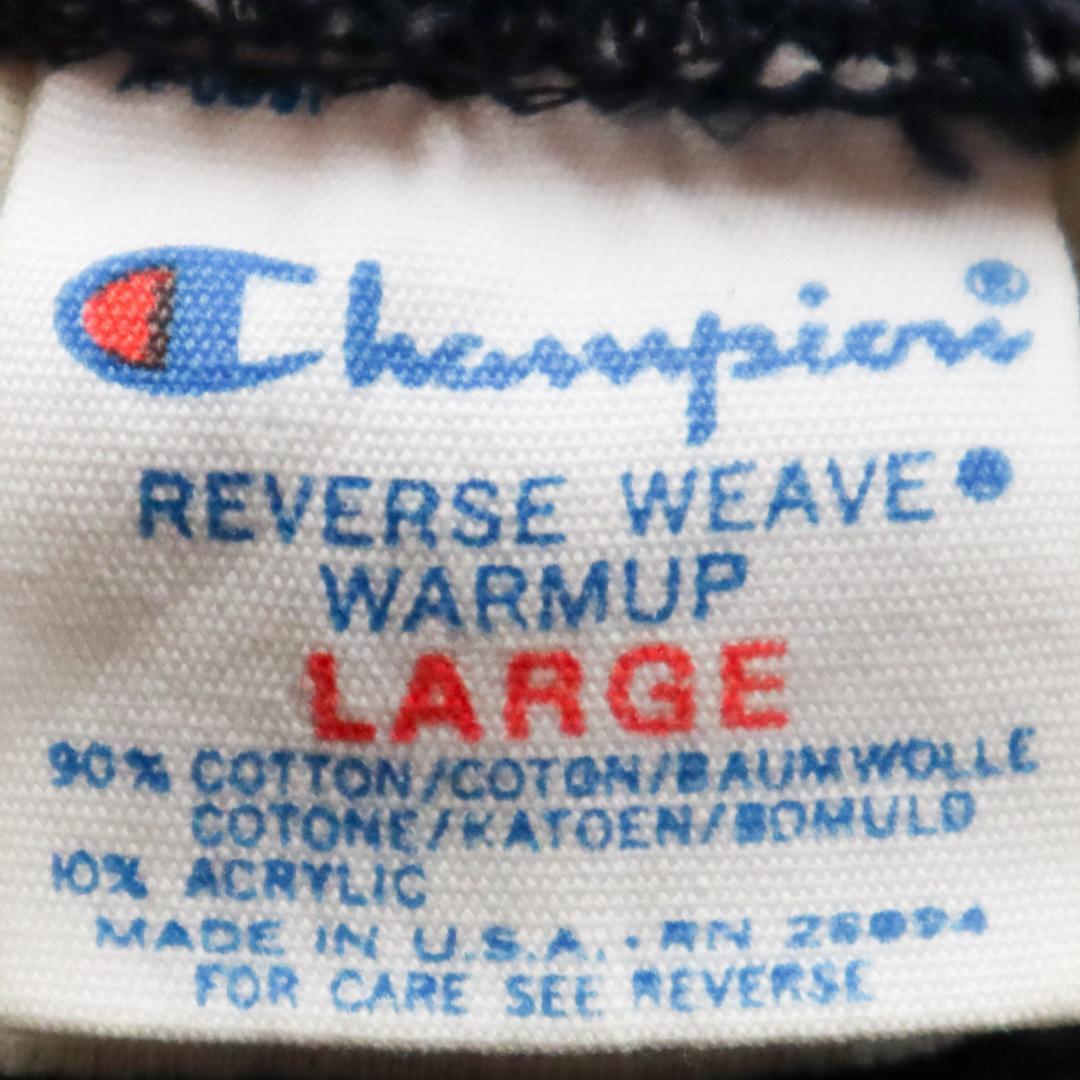 Champion®
REVERSE WEAVE®
WARMUP
LARGE
90% COTTON/COTON/BAUMWOLLE
COTONE/KATOEN/BOMULD
10% ACRYLIC
MADE IN U.S.A. · RN 26094
FOR CARE SEE REVERSE